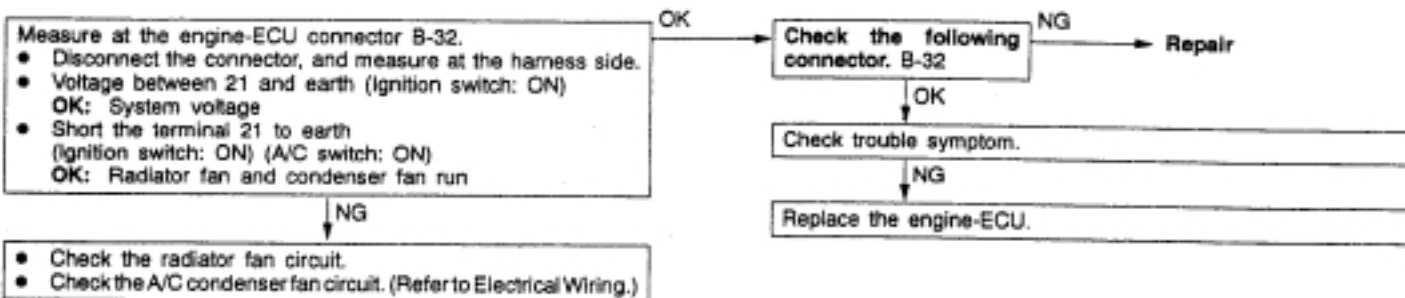 Measure at the engine-ECU connector B-32.
● Disconnect the connector, and measure at the harness side.
● Voltage between 21 and earth (Ignition switch: ON)
OK: System voltage
● Short the terminal 21 to earth
(Ignition switch: ON) (A/C switch: ON)
OK: Radiator fan and condenser fan run
NG
● Check the radiator fan circuit.
● Check the A/C condenser fan circuit. (Refer to Electrical Wiring.)
OK
Check the following
connector. B-32
NG
Repair
OK
Check trouble symptom.
NG
Replace the engine-ECU.